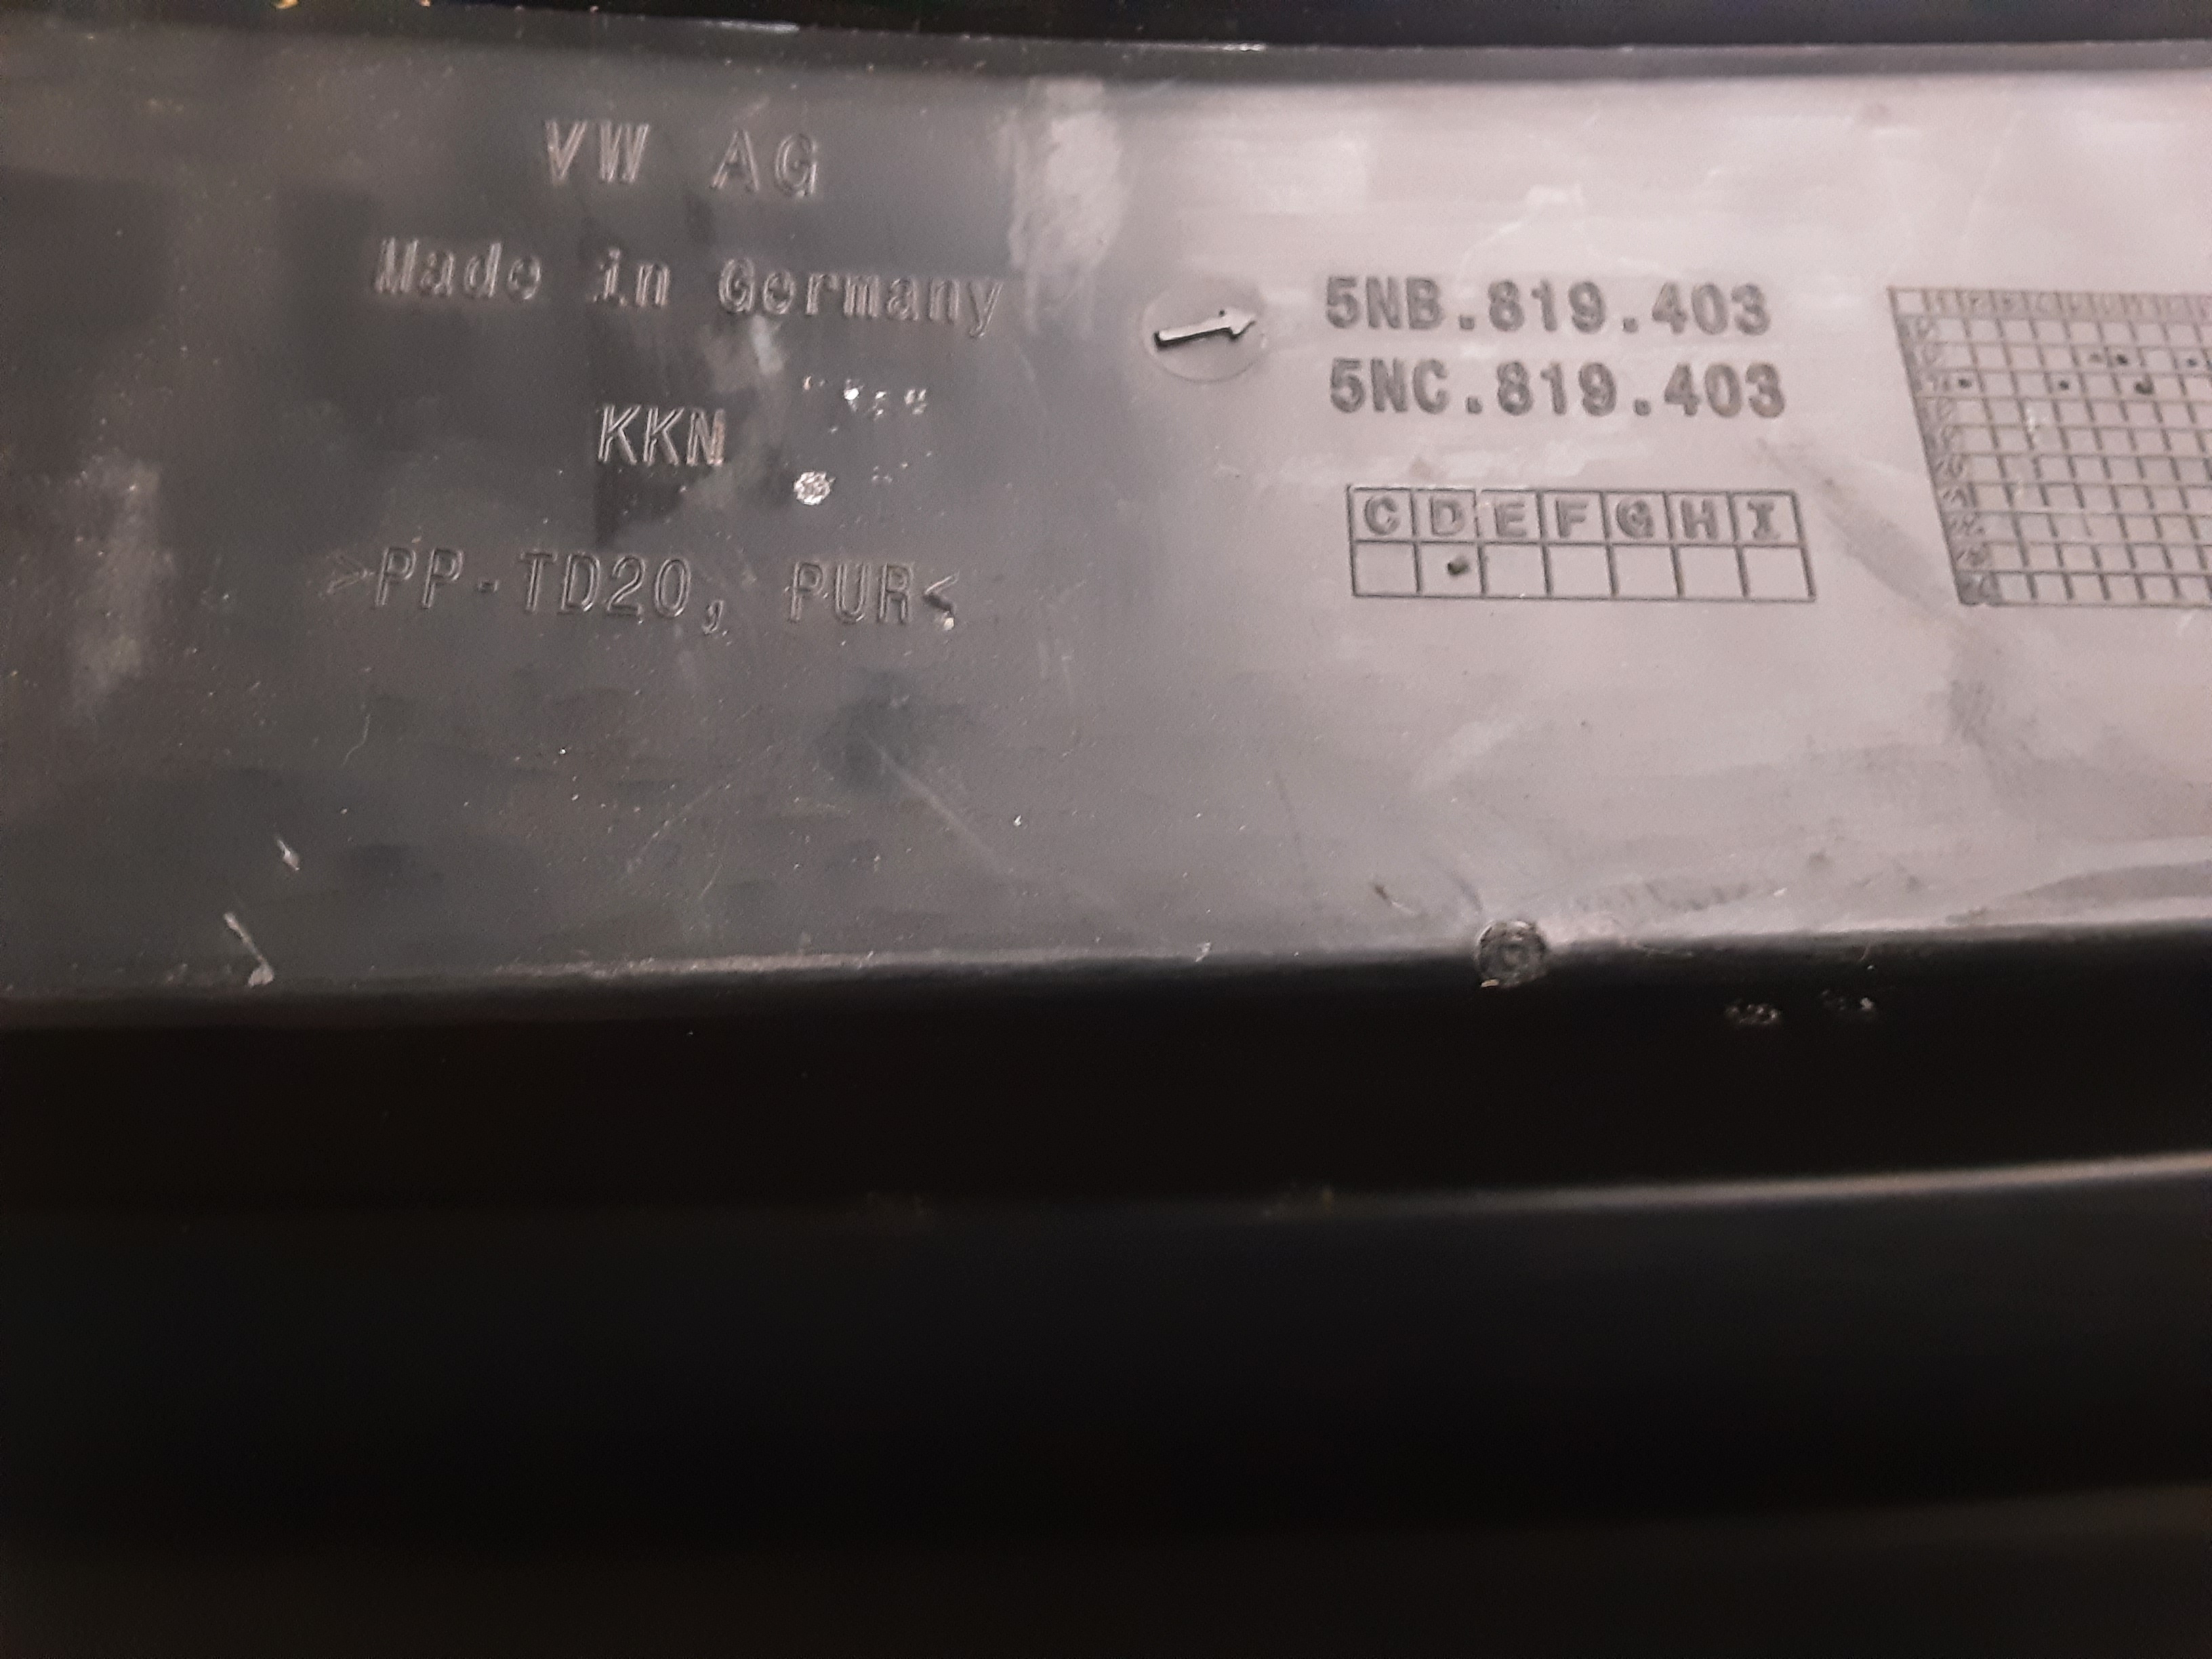 VW AG
Made in Germany
KKN
>PP-TD20, PUR<
5NB.819.403
5NC.819.403
C D E F G H I